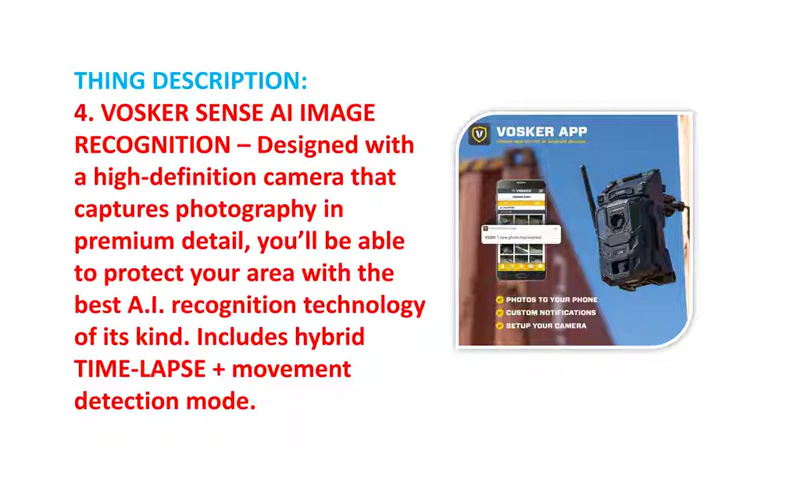 THING DESCRIPTION:
4. VOSKER SENSE AI IMAGE
RECOGNITION – Designed with
a high-definition camera that
captures photography in
premium detail, you’ll be able
to protect your area with the
best A.I. recognition technology
of its kind. Includes hybrid
TIME-LAPSE + movement
detection mode.
VOSKER APP
PHOTOS TO YOUR PHONE
CUSTOM NOTIFICATIONS
SETUP YOUR CAMERA